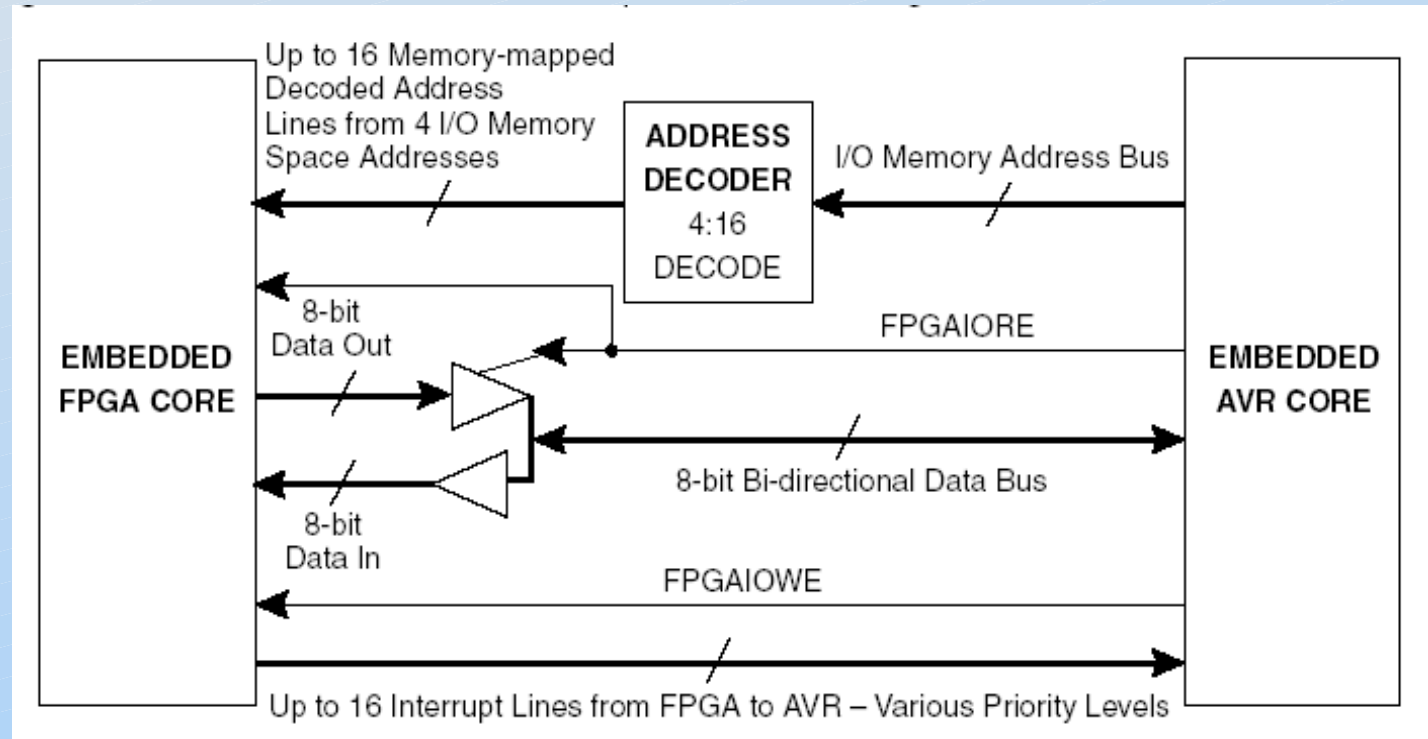 Up to 16 Memory-mapped
Decoded Address
Lines from 4 I/O Memory
Space Addresses
ADDRESS
DECODER
4:16
DECODE
I/O Memory Address Bus
8-bit
Data Out
FPGAIORE
EMBEDDED
FPGA CORE
EMBEDDED
AVR CORE
8-bit Bi-directional Data Bus
8-bit
Data In
FPGAIOWE
Up to 16 Interrupt Lines from FPGA to AVR – Various Priority Levels